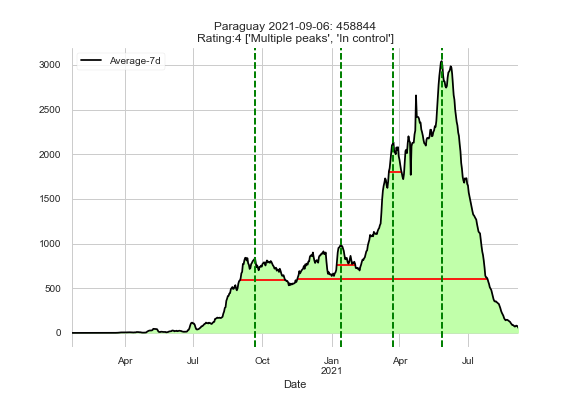 Paraguay 2021-09-06: 458844
Rating:4 ['Multiple peaks', 'In control']
Average-7d
3000
2500
2000
1500
1000
500
0
Apr Jul Oct Jan Apr Jul
2021
Date